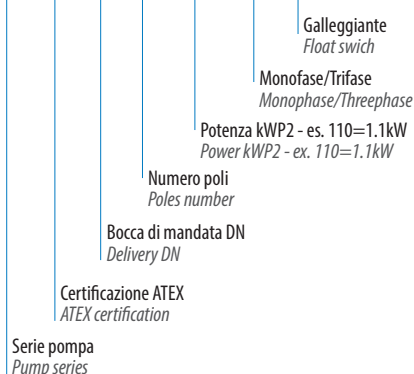 Galleggiante
Float swich
Monofase/Trifase
Monophase/Threephase
Potenza kWP2 - es. 110=1.1kW
Power kWP2 - ex. 110=1.1kW
Numero poli
Poles number
Bocca di mandata DN
Delivery DN
Certificazione ATEX
ATEX certification
Serie pompa
Pump series